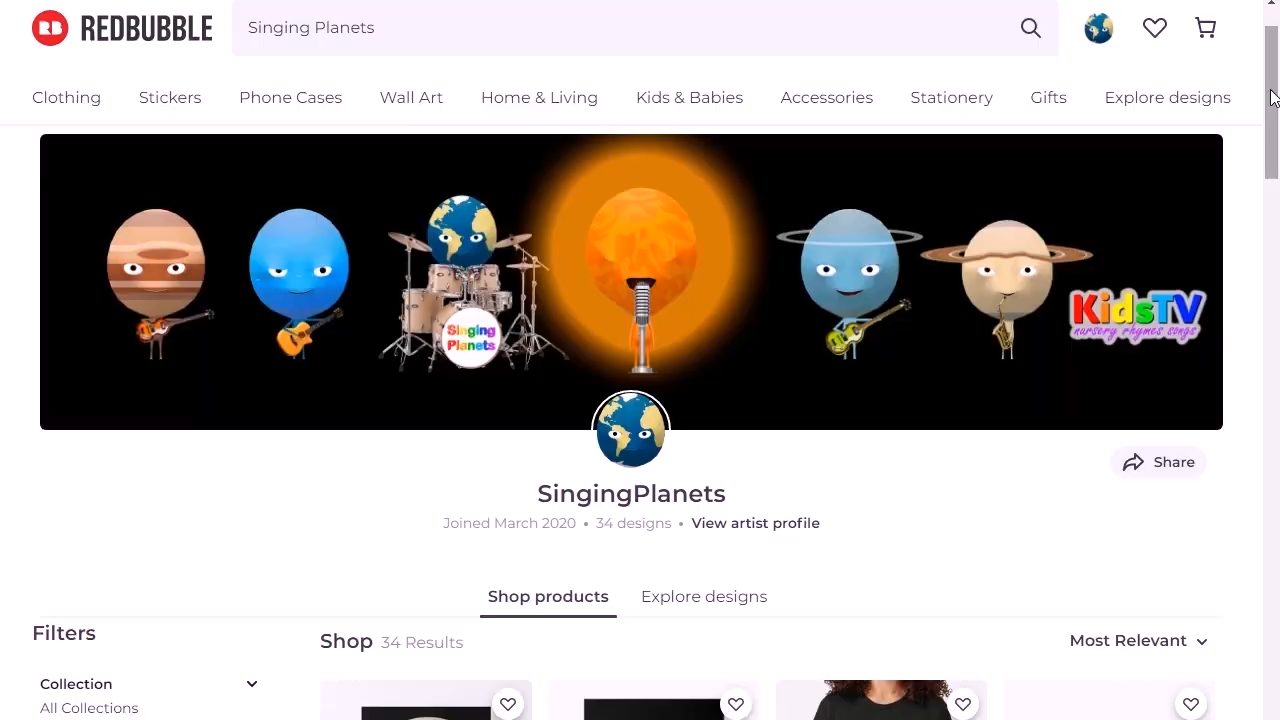 RB REDBUBBLE
Singing Planets
Clothing Stickers Phone Cases Wall Art Home & Living Kids & Babies Accessories Stationery Gifts Explore designs
Singing
Planets
KidsTV
nursery rhymes songs
Share
SingingPlanets
Joined March 2020 • 34 designs • View artist profile
Shop products Explore designs
Filters
Shop 34 Results
Most Relevant
Collection
All Collections